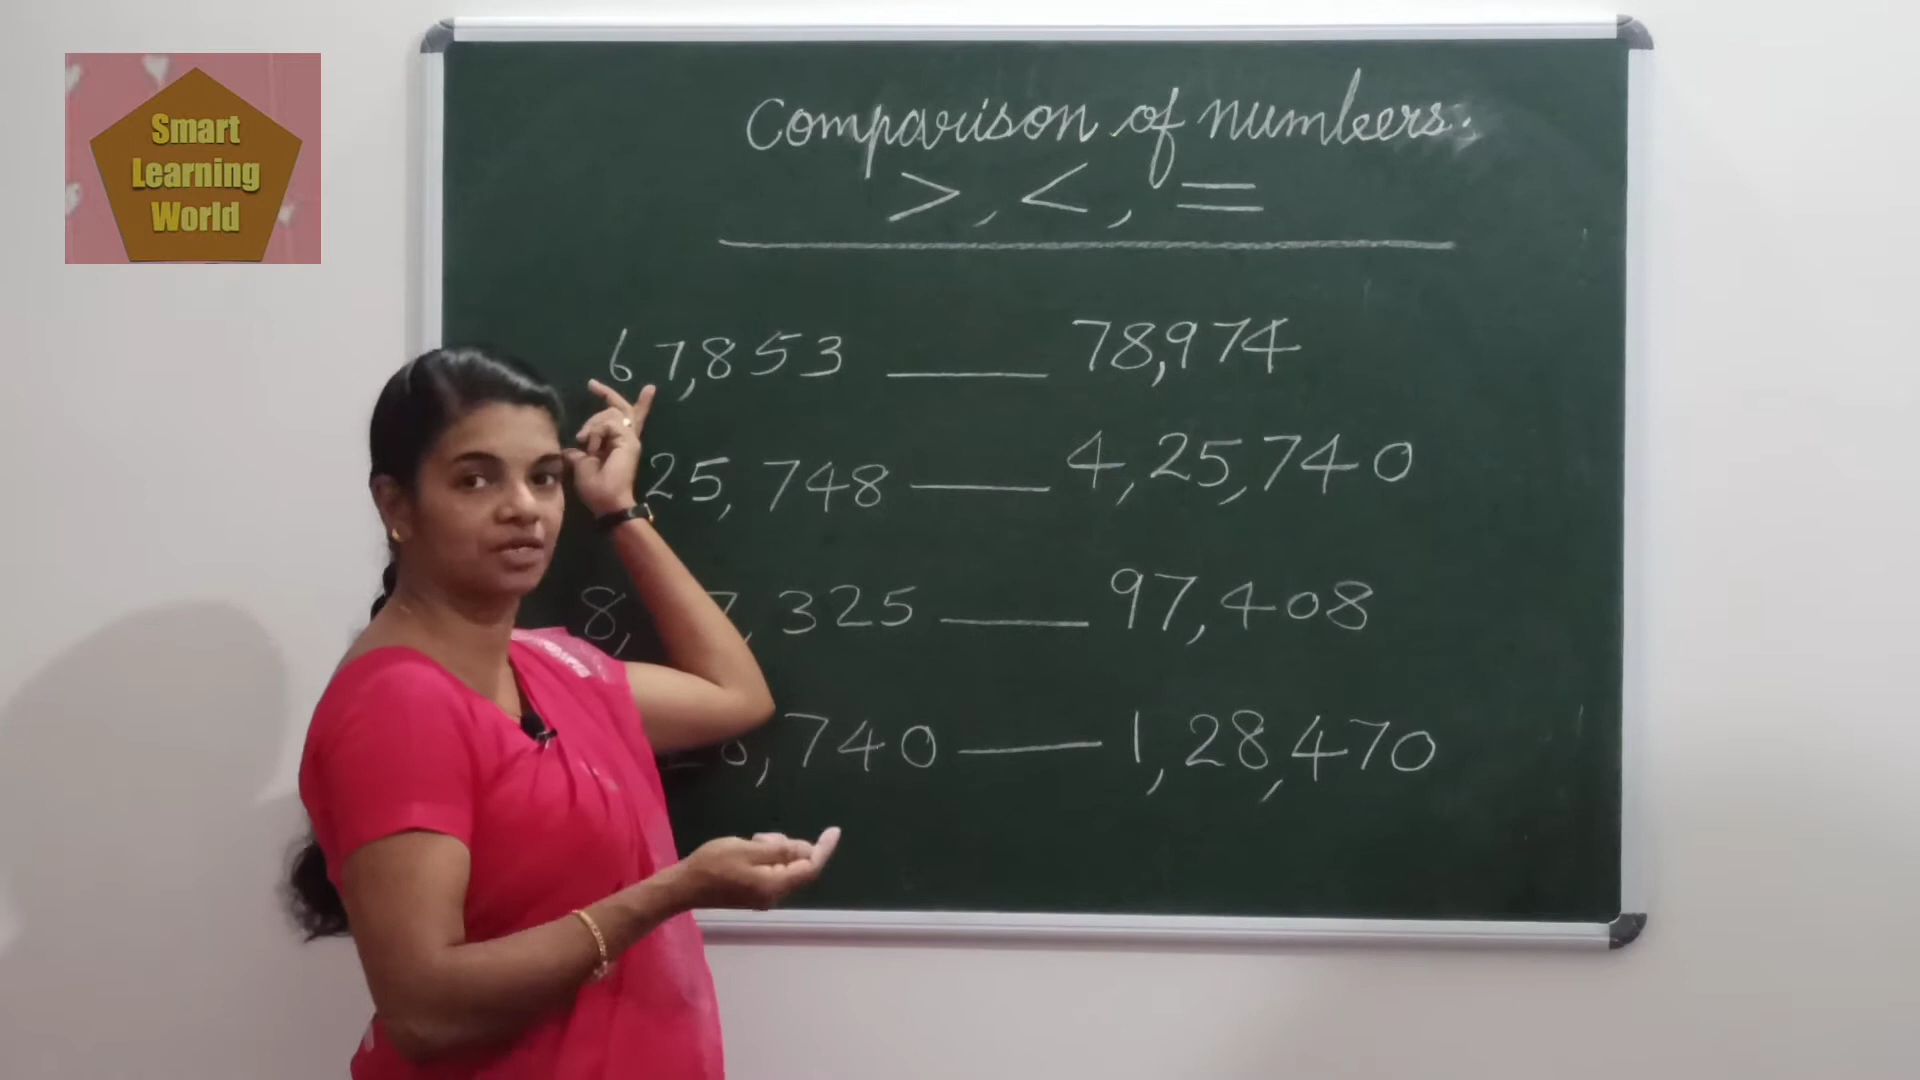 Smart
Learning
World
Comparison of numbers.
>, <, =
67,853 ____ 78,974
25,748 ____ 4,25,740
8, 7,325 ____ 97,408
,740 ____ 1,28,470